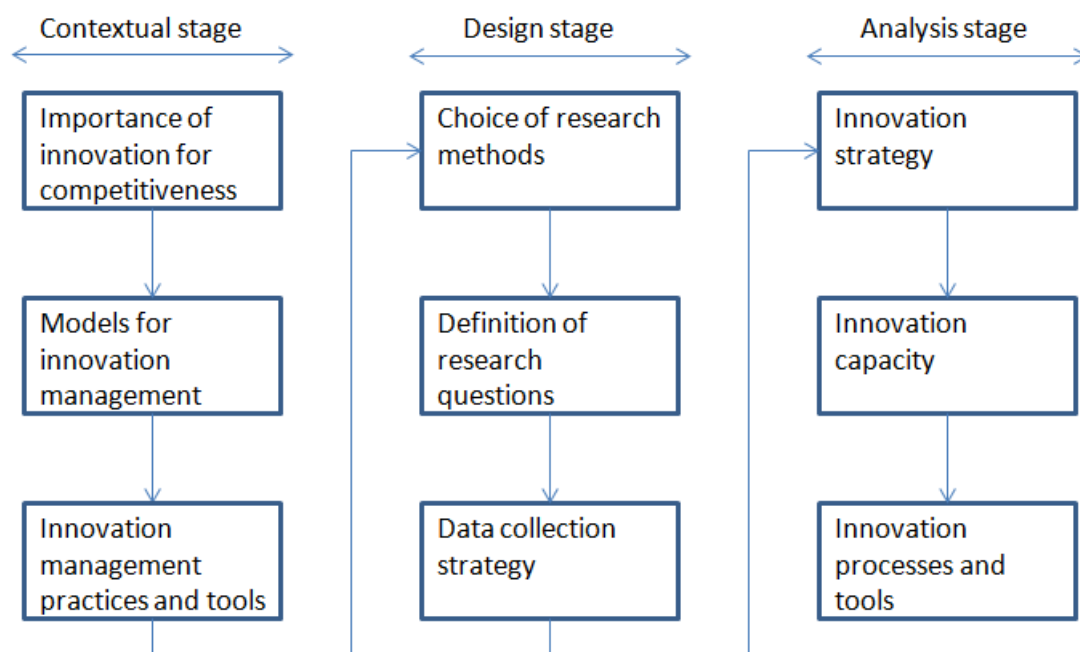 Contextual stage
Design stage
Analysis stage
Importance of
innovation for
competitiveness
Models for
innovation
management
Innovation
management
practices and tools
Choice of research
methods
Definition of
research
questions
Data collection
strategy
Innovation
strategy
Innovation
capacity
Innovation
processes and
tools